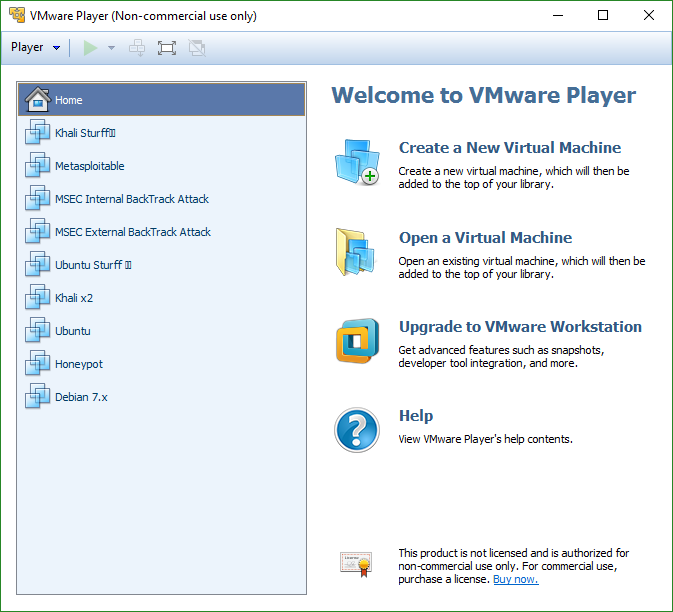 VMware Player (Non-commercial use only)
Player
Home
Khali Sturff
Metasploitable
MSEC Internal BackTrack Attack
MSEC External BackTrack Attack
Ubuntu Sturff
Khali x2
Ubuntu
Honeypot
Debian 7.x
Welcome to VMware Player
Create a New Virtual Machine
Create a new virtual machine, which will then be
added to the top of your library.
Open a Virtual Machine
Open an existing virtual machine, which will then be
added to the top of your library.
Upgrade to VMware Workstation
Get advanced features such as snapshots,
developer tool integration, and more.
Help
View VMware Player's help contents.
This product is not licensed and is authorized for
non-commercial use only. For commercial use,
purchase a license. Buy now.